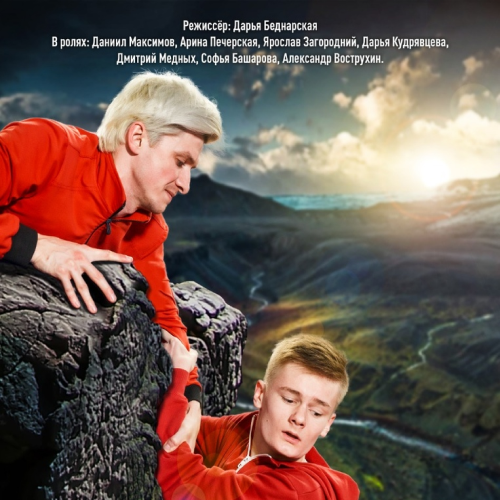 Режиссёр: Дарья Беднарская
В ролях: Даниил Максимов, Арина Печерская, Ярослав Загородний, Дарья Кудрявцева,
Дмитрий Медных, Софья Башарова, Александр Вострухин.